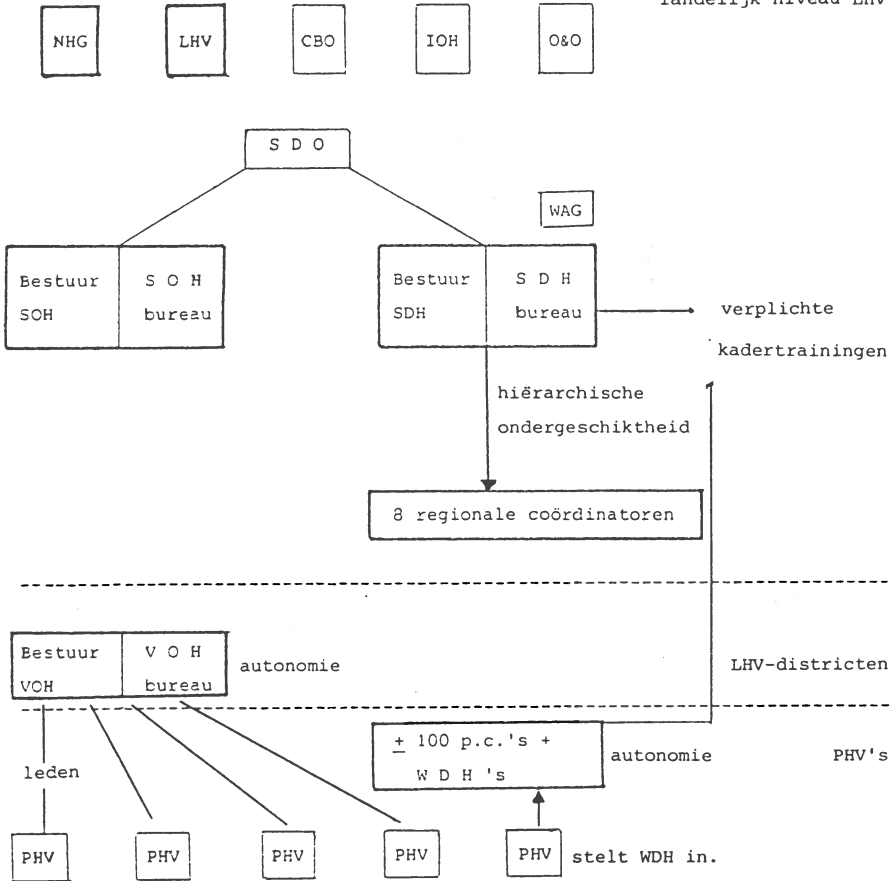 landelijk niveau LHV
NHG LHV CBO IOH O&O
S D O
WAG
Bestuur S O H
SOH bureau
Bestuur S D H
SDH bureau
verplichte
kadertrainingen
hiërarchische
ondergeschiktheid
8 regionale coördinatoren
Bestuur V O H
VOH bureau
autonomie
LHV-districten
+ 100 p.c.'s +
W D H 's
autonomie
PHV's
leden
PHV PHV PHV PHV PHV stelt WDH in.